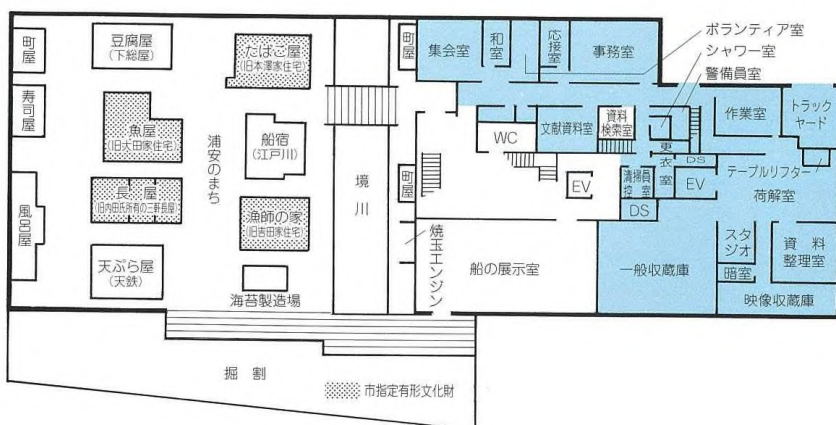 町屋
豆腐屋
(下総屋)
たばこ屋
(旧本澤家住宅)
町屋
寿司屋
魚屋
(旧大塚家住宅)
浦安のまち
船宿
(江戸川)
境川
町屋
風呂屋
長屋
(旧内田氏所有の三軒長屋)
漁師の家
(旧吉田家住宅)
天ぷら屋
(天鉄)
海苔製造場
焼玉エンジン
掘割
市指定有形文化財
集会室
和室
応接室
事務室
ボランティア室
シャワー室
警備員室
WC
文献資料室
資料
検索室
更衣室
作業室
トラック
ヤード
清掃員
控室
DS
DS
EV
EV
テーブルリフター
荷解室
船の展示室
一般収蔵庫
スタジオ
暗室
資料
整理室
映像収蔵庫